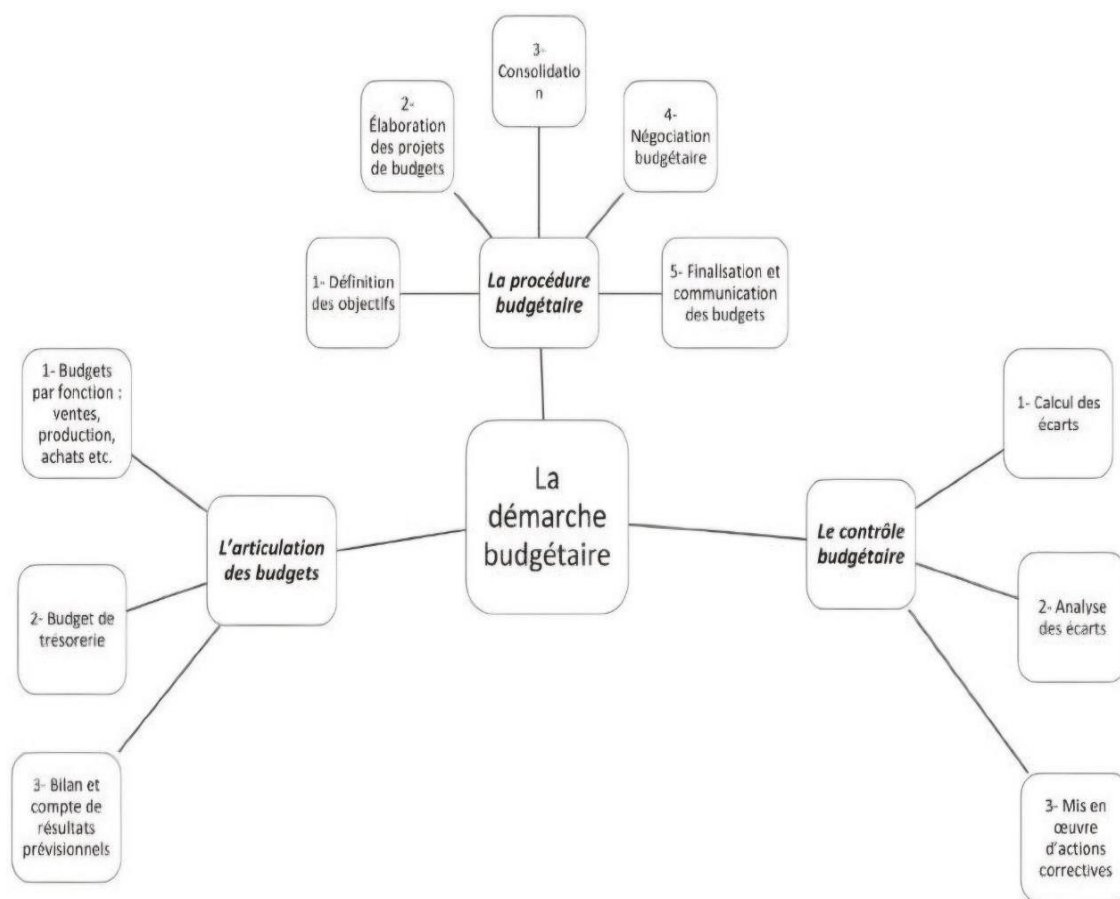 3-
Consolidatio
n
2-
Élaboration
des projets
de budgets
4-
Négociation
budgétaire
1- Définition
des objectifs
La procédure
budgétaire
5- Finalisation et
communication
des budgets
1- Budgets
par fonction :
ventes,
production,
achats etc.
1- Calcul des
écarts
La
démarche
budgétaire
L'articulation
des budgets
Le contrôle
budgétaire
2- Budget de
trésorerie
2- Analyse
des écarts
3- Bilan et
compte de
résultats
prévisionnels
3- Mis en
œuvre
d'actions
correctives